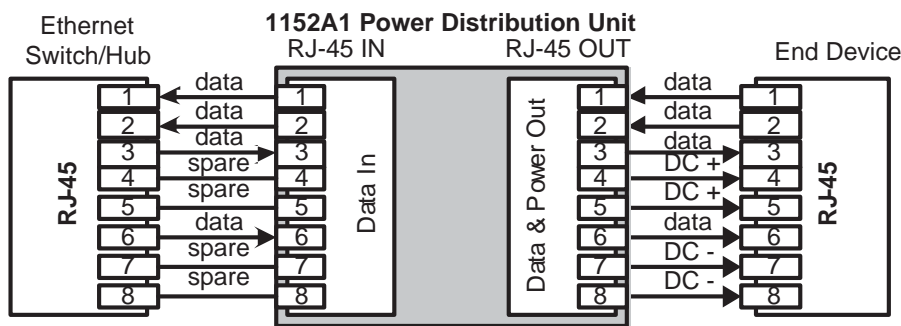 1152A1 Power Distribution Unit
Ethernet
Switch/Hub
RJ-45 IN
RJ-45 OUT
End Device
RJ-45
1
2
3
4
5
6
7
8
data
data
data
spare
spare
data
spare
spare
1
2
3
4
5
6
7
8
Data In
Data & Power Out
1
2
3
4
5
6
7
8
data
data
data
DC +
DC +
data
DC -
DC -
1
2
3
4
5
6
7
8
RJ-45